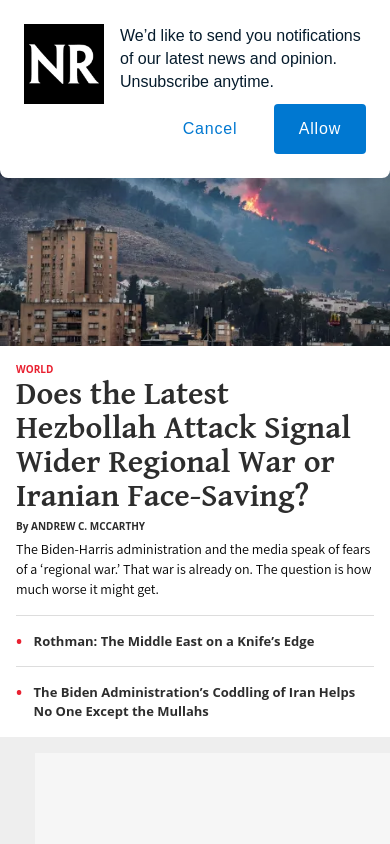 NR
We’d like to send you notifications
of our latest news and opinion.
Unsubscribe anytime.
Cancel
Allow
WORLD
Does the Latest
Hezbollah Attack Signal
Wider Regional War or
Iranian Face-Saving?
By ANDREW C. MCCARTHY
The Biden-Harris administration and the media speak of fears
of a ‘regional war.’ That war is already on. The question is how
much worse it might get.
• Rothman: The Middle East on a Knife’s Edge
• The Biden Administration’s Coddling of Iran Helps
No One Except the Mullahs